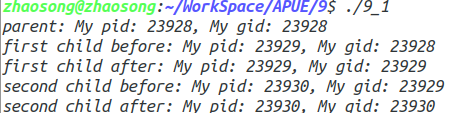 zhaosong@zhaosong:~/WorkSpace/APUE/9$ ./9_1
parent: My pid: 23928, My gid: 23928
first child before: My pid: 23929, My gid: 23928
first child after: My pid: 23929, My gid: 23929
second child before: My pid: 23930, My gid: 23929
second child after: My pid: 23930, My gid: 23930